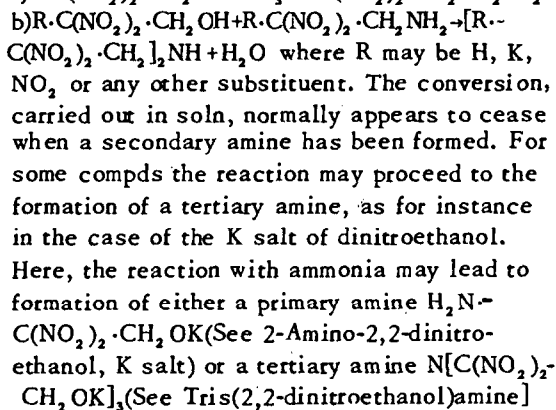 b)R·C(NO₂)₂·CH₂OH+R·C(NO₂)₂·CH₂NH₂→[R·-
C(NO₂)₂·CH₂]₂NH+H₂O where R may be H, K,
NO₂ or any other substituent. The conversion,
carried out in soln, normally appears to cease
when a secondary amine has been formed. For
some compds the reaction may proceed to the
formation of a tertiary amine, as for instance
in the case of the K salt of dinitroethanol.
Here, the reaction with ammonia may lead to
formation of either a primary amine H₂N·-
C(NO₂)₂·CH₂OK(See 2-Amino-2,2-dinitro-
ethanol, K salt) or a tertiary amine N[C(NO₂)₂-
CH₂OK]₃(See Tris(2,2-dinitroethanol)amine]